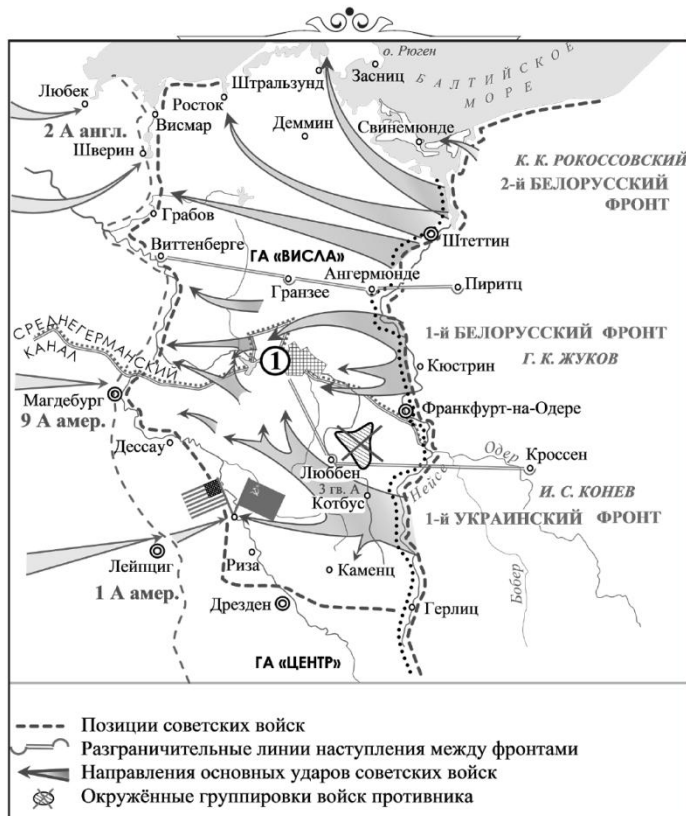 о. Рюген
Засниц
Штральзунд
БАЛТИЙСКОЕ
МОРЕ
Любек
Росток
Висмар
2 А англ.
Деммин
Свинемюнде
Шверин
К. К. РОКОССОВСКИЙ
2-й БЕЛОРУССКИЙ
ФРОНТ
Грабов
Штеттин
Виттенберге
ГА «ВИСЛА»
Ангермюнде
Пиритц
Гранзее
СРЕДНЕГЕРМАНСКИЙ
КАНАЛ
1-й БЕЛОРУССКИЙ ФРОНТ
Г. К. ЖУКОВ
1
Кюстрин
Магдебург
9 А амер.
Франкфурт-на-Одере
Дессау
Одер
Люббен
Кроссен
3 гв. А
Нейсе
Котбус
И. С. КОНЕВ
1-й УКРАИНСКИЙ ФРОНТ
Лейпциг
Риза
Каменц
Бобер
1 А амер.
Дрезден
Герлиц
ГА «ЦЕНТР»
Позиции советских войск
Разграничительные линии наступления между фронтами
Направления основных ударов советских войск
Окружённые группировки войск противника